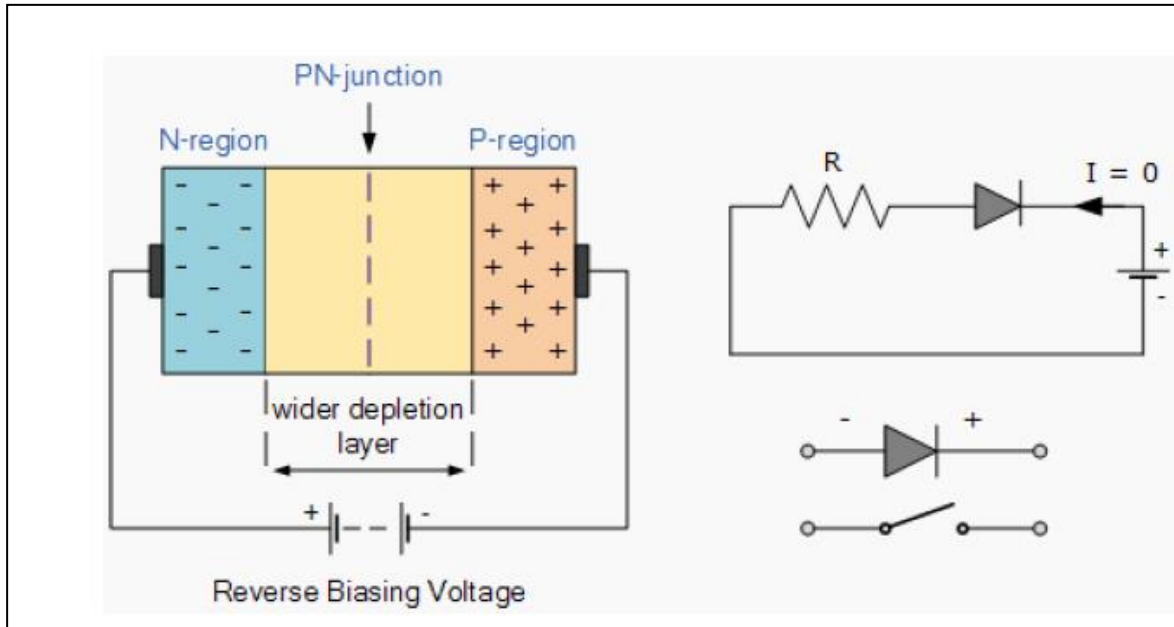 PN-junction
N-region
P-region
wider depletion
layer
+ -
Reverse Biasing Voltage
R
I = 0
+
-
- +